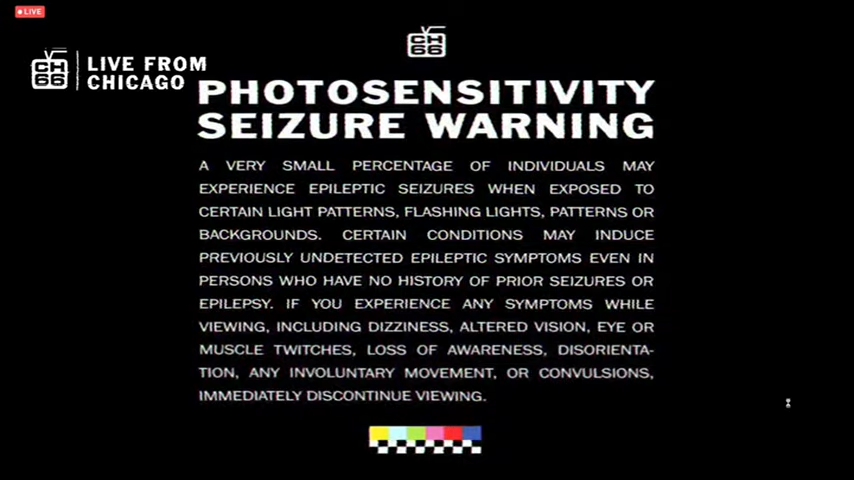 LIVE
CH
66
LIVE FROM
CHICAGO
CH
66
PHOTOSENSITIVITY
SEIZURE WARNING
A VERY SMALL PERCENTAGE OF INDIVIDUALS MAY
EXPERIENCE EPILEPTIC SEIZURES WHEN EXPOSED TO
CERTAIN LIGHT PATTERNS, FLASHING LIGHTS, PATTERNS OR
BACKGROUNDS. CERTAIN CONDITIONS MAY INDUCE
PREVIOUSLY UNDETECTED EPILEPTIC SYMPTOMS EVEN IN
PERSONS WHO HAVE NO HISTORY OF PRIOR SEIZURES OR
EPILEPSY. IF YOU EXPERIENCE ANY SYMPTOMS WHILE
VIEWING, INCLUDING DIZZINESS, ALTERED VISION, EYE OR
MUSCLE TWITCHES, LOSS OF AWARENESS, DISORIENTA-
TION, ANY INVOLUNTARY MOVEMENT, OR CONVULSIONS,
IMMEDIATELY DISCONTINUE VIEWING.